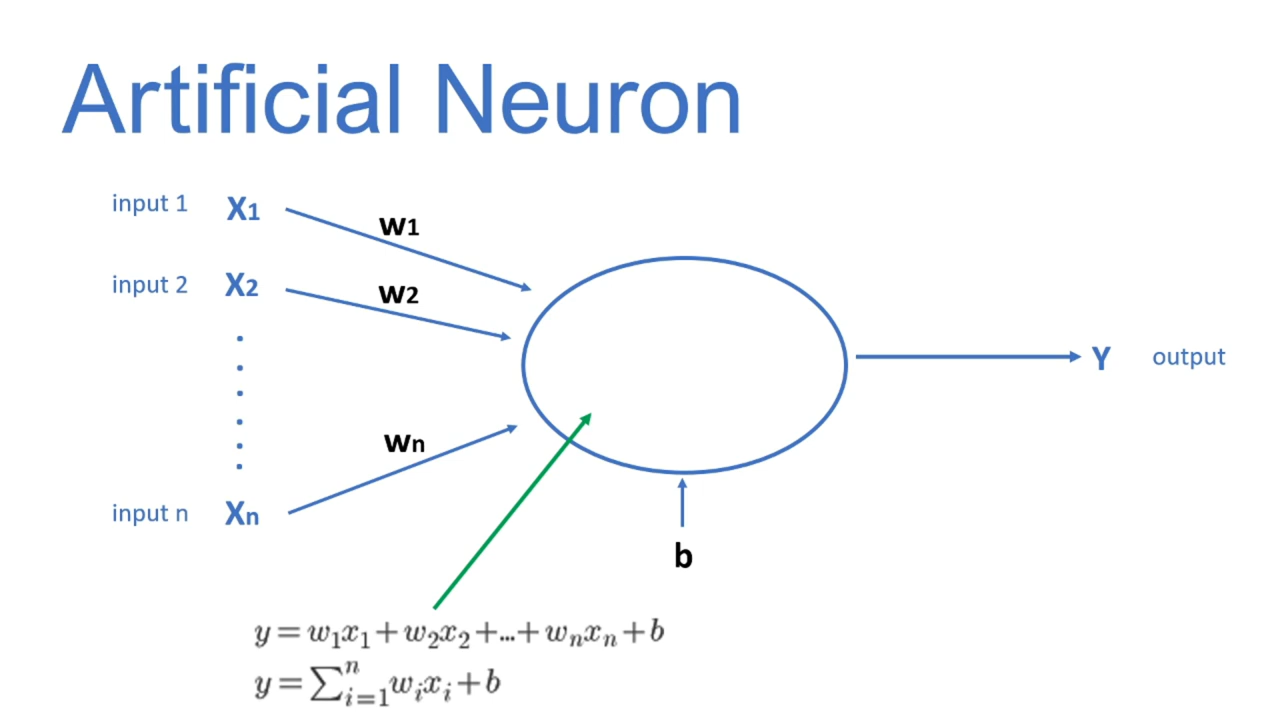 Artificial Neuron
input 1 X1 w1
input 2 X2 w2
Y output
wn
input n Xn
b
y = w₁x₁ + w₂x₂ + ... + wₙxₙ + b
y = ∑ⁿᵢ₌₁ wᵢxᵢ + b